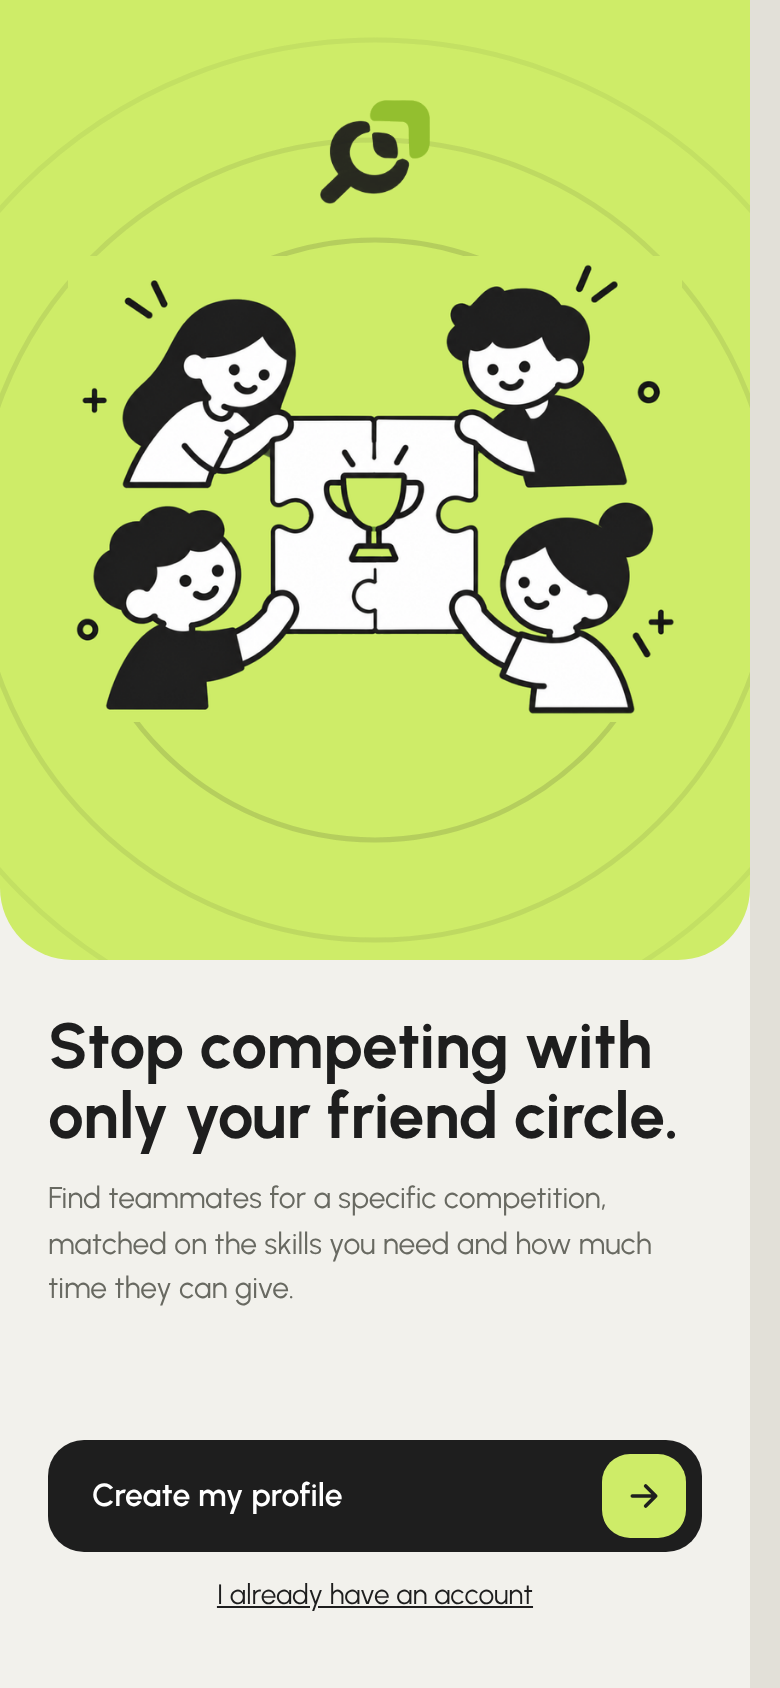 Stop competing with
only your friend circle.
Find teammates for a specific competition,
matched on the skills you need and how much
time they can give.
Create my profile
I already have an account